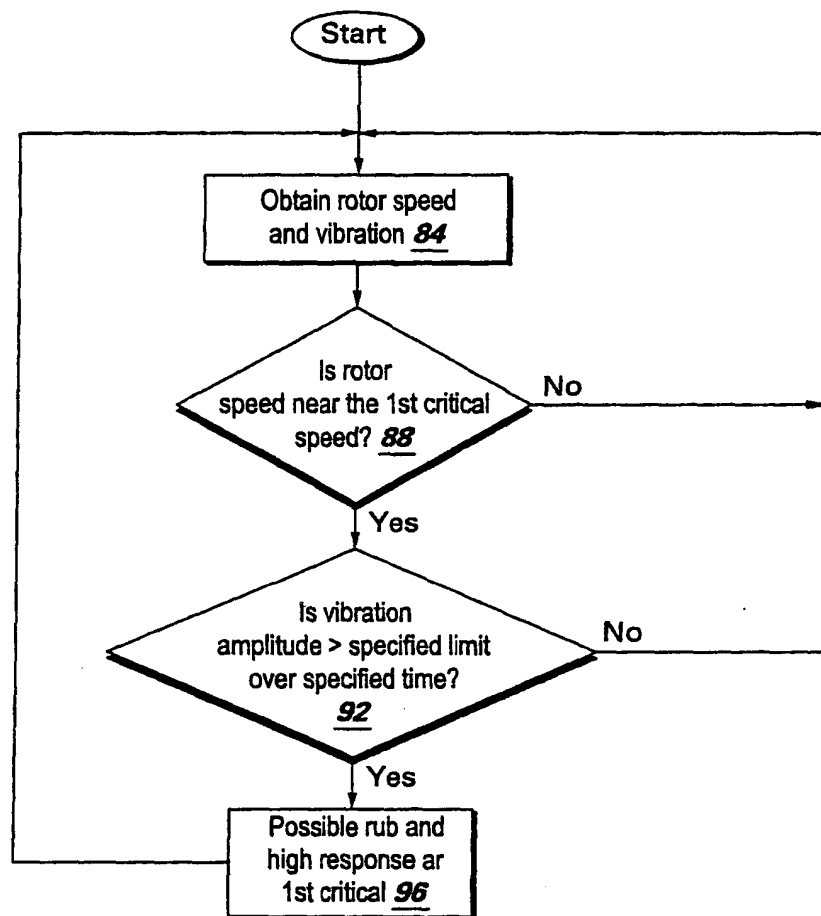 Start
Obtain rotor speed
and vibration 84
Is rotor
speed near the 1st critical
speed? 88
No
Yes
Is vibration
amplitude > specified limit
over specified time?
92
No
Yes
Possible rub and
high response ar
1st critical 96